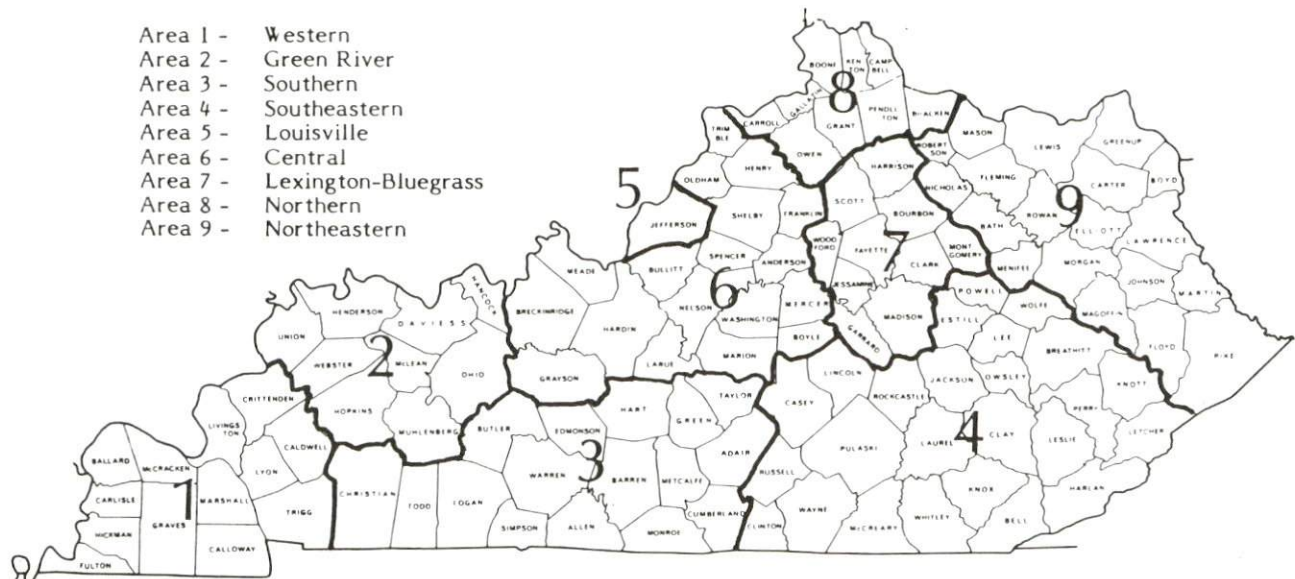 Area 1 - Western
Area 2 - Green River
Area 3 - Southern
Area 4 - Southeastern
Area 5 - Louisville
Area 6 - Central
Area 7 - Lexington-Bluegrass
Area 8 - Northern
Area 9 - Northeastern
BOONE
KEN TON
CAMP BELL
8
GALLATIN
CARROLL
GRANT
PENDLE TON
BRACKEN
OWEN
TRIM BLE
MASON
LEWIS
GREENUP
ROBERT SON
HARRISON
HENRY
OLDHAM
FLEMING
CARTER
BOYD
NICHOLAS
5
9
ROWAN
SCOTT
SHELBY
FRANKLIN
JEFFERSON
BOURBON
BATH
ELLIOTT
LAWRENCE
WOOD FORD
FAYETTE
7
CLARK
MONT GOMERY
MENIFEE
MORGAN
SPENCER
ANDERSON
BULLITT
MEADE
JESSAMINE
POWELL
WOLFE
JOHNSON
MARTIN
MAGOFFIN
HANCOCK
BRECKINRIDGE
NELSON
6
MERCER
WASHINGTON
MADISON
ESTILL
LEE
HENDERSON
DAVIESS
HARDIN
GARRARD
BOYLE
BREATHITT
FLOYD
PIKE
UNION
WEBSTER
2
McLEAN
OHIO
GRAYSON
LARUE
MARION
LINCOLN
JACKSON
OWSLEY
KNOTT
CRITTENDEN
HOPKINS
MUHLENBERG
BUTLER
EDMONSON
HART
GREEN
TAYLOR
CASEY
ROCKCASTLE
PERRY
LIVINGS TON
CALDWELL
LETCHER
LESLIE
CLAY
4
LAUREL
PULASKI
ADAIR
BALLARD
McCRACKEN
LYON
WARREN
3
BARREN
METCALFE
RUSSELL
KNOX
HARLAN
CARLISLE
1
MARSHALL
TRIGG
CHRISTIAN
TODD
LOGAN
CUMBERLAND
WAYNE
WHITLEY
BELL
GRAVES
HICKMAN
SIMPSON
ALLEN
MONROE
CLINTON
McCREARY
CALLOWAY
FULTON